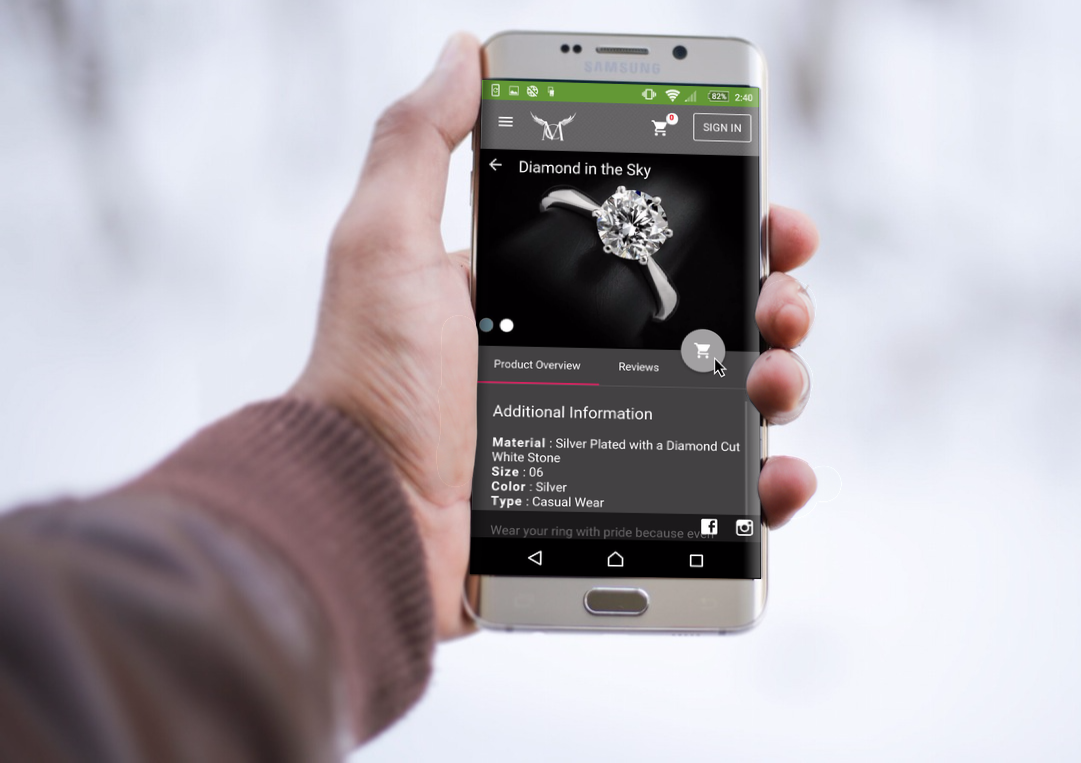 SAMSUNG
82% 2:40
0
SIGN IN
Diamond in the Sky
Product Overview Reviews
Additional Information
Material : Silver Plated with a Diamond Cut
White Stone
Size : 06
Color : Silver
Type : Casual Wear
Wear your ring with pride because even